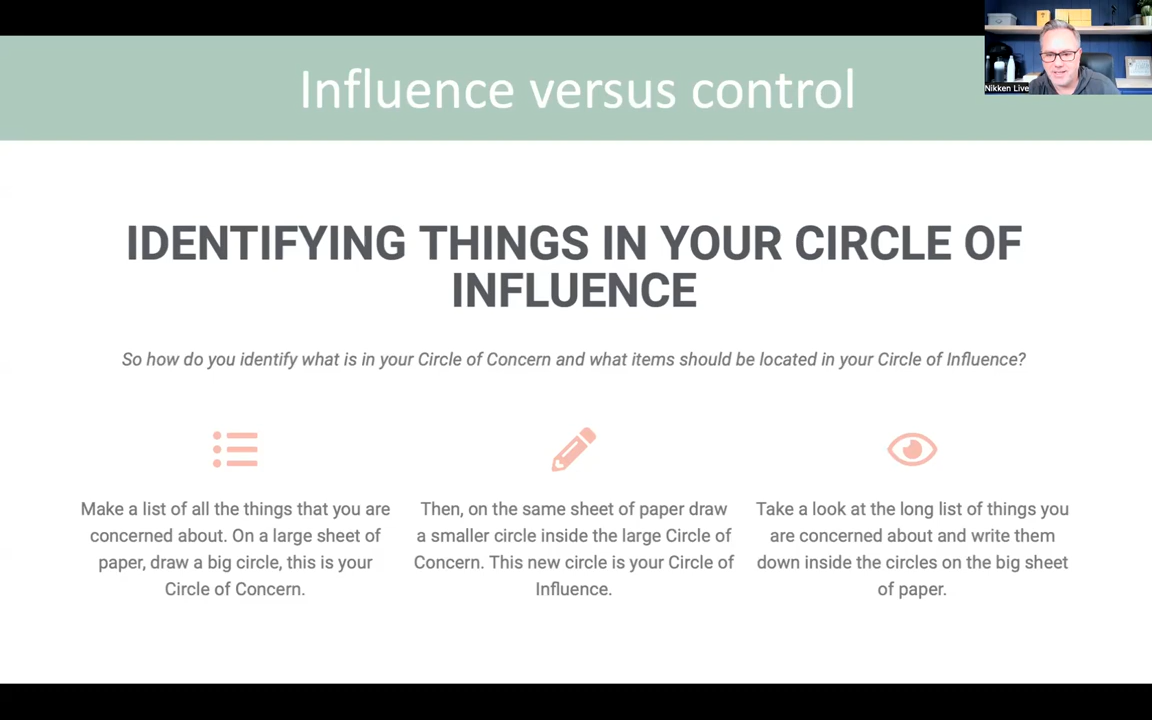 Influence versus control
Nikken Live
IDENTIFYING THINGS IN YOUR CIRCLE OF
INFLUENCE
So how do you identify what is in your Circle of Concern and what items should be located in your Circle of Influence?
Make a list of all the things that you are
concerned about. On a large sheet of
paper, draw a big circle, this is your
Circle of Concern.
Then, on the same sheet of paper draw
a smaller circle inside the large Circle of
Concern. This new circle is your Circle of
Influence.
Take a look at the long list of things you
are concerned about and write them
down inside the circles on the big sheet
of paper.